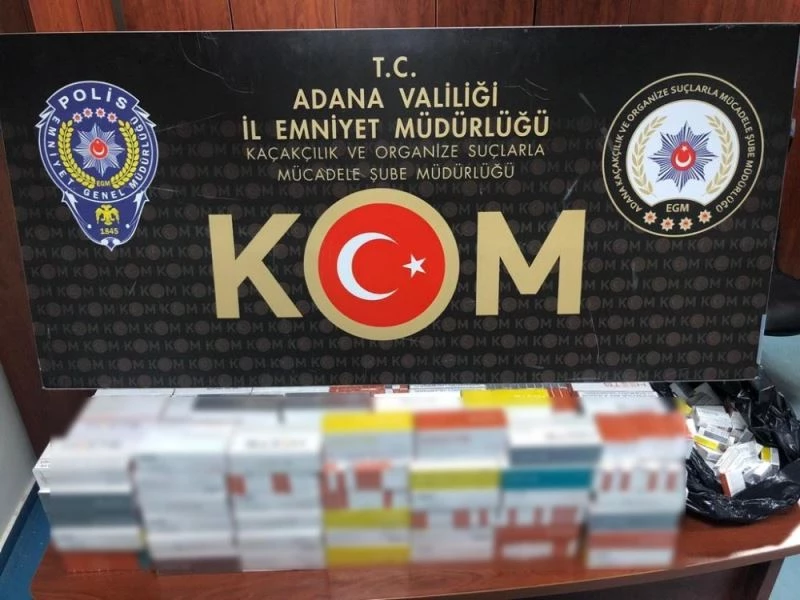 T.C.
ADANA VALİLİĞİ
İL EMNİYET MÜDÜRLÜĞÜ
KAÇAKÇILIK VE ORGANİZE SUÇLARLA
MÜCADELE ŞUBE MÜDÜRLÜĞÜ
KOM
POLİS
EMNİYET GENEL MÜDÜRLÜĞÜ
EGM
1845
ADANA KAÇAKÇILIK VE ORGANİZE SUÇLARLA MÜCADELE ŞUBE MÜDÜRLÜĞÜ
EGM